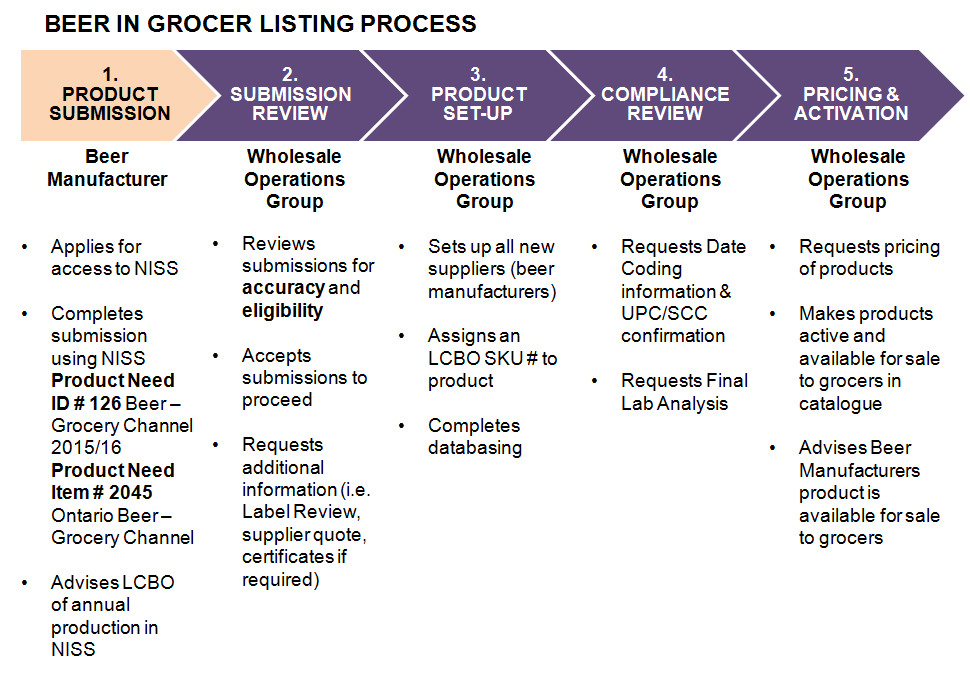 BEER IN GROCER LISTING PROCESS
1.
PRODUCT
SUBMISSION
2.
SUBMISSION
REVIEW
3.
PRODUCT
SET-UP
4.
COMPLIANCE
REVIEW
5.
PRICING &
ACTIVATION
Beer
Manufacturer
• Applies for
access to NISS
• Completes
submission
using NISS
Product Need
ID # 126 Beer –
Grocery Channel
2015/16
Product Need
Item # 2045
Ontario Beer –
Grocery Channel
• Advises LCBO
of annual
production in
NISS
Wholesale
Operations
Group
• Reviews
submissions for
accuracy and
eligibility
• Accepts
submissions to
proceed
• Requests
additional
information (i.e.
Label Review,
supplier quote,
certificates if
required)
Wholesale
Operations
Group
• Sets up all new
suppliers (beer
manufacturers)
• Assigns an
LCBO SKU # to
product
• Completes
databasing
Wholesale
Operations
Group
• Requests Date
Coding
information &
UPC/SCC
confirmation
• Requests Final
Lab Analysis
Wholesale
Operations
Group
• Requests pricing
of products
• Makes products
active and
available for sale
to grocers in
catalogue
• Advises Beer
Manufacturers
product is
available for sale
to grocers